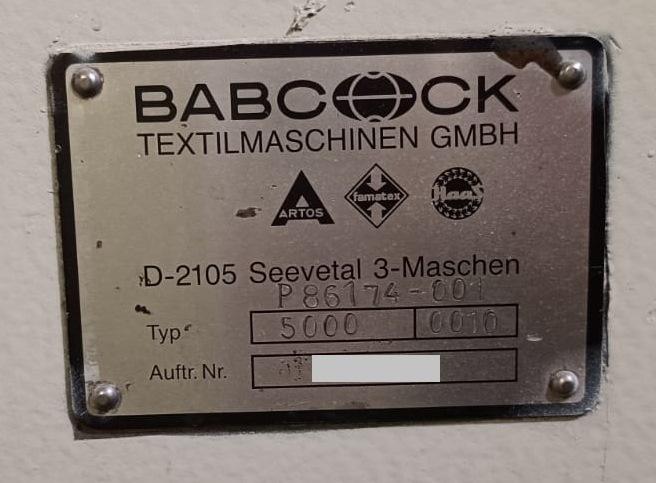 BABCOCK
TEXTILMASCHINEN GMBH
ARTOS famatex Haas
D-2105 Seevetal 3-Maschen
P86174-001
Typ 5000 0010
Auftr. Nr.